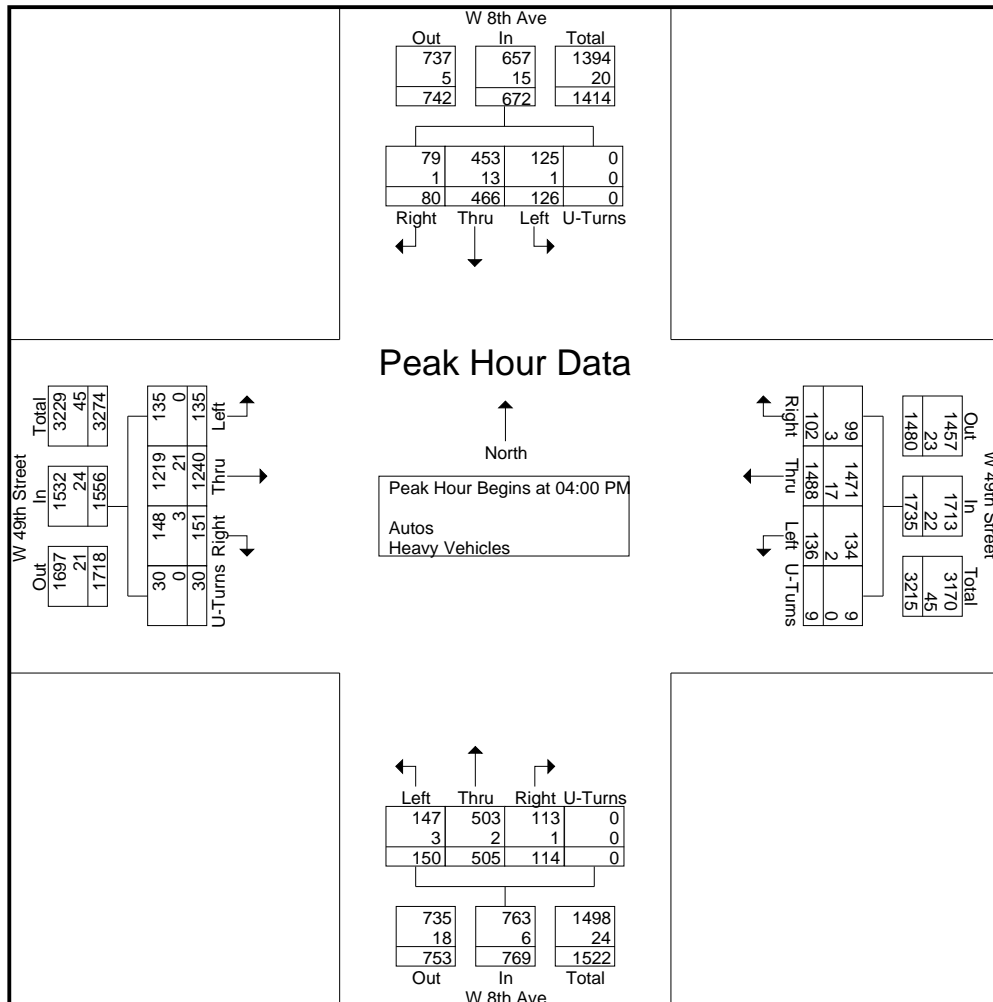 W 8th Ave
Out In Total
737 657 1394
5 15 20
742 672 1414
79 453 125 0
1 13 1 0
80 466 126 0
Right Thru Left U-Turns
Peak Hour Data
North
Peak Hour Begins at 04:00 PM
Autos
Heavy Vehicles
W 49th Street
Total In Out
3229 1532 1697
45 24 21
3274 1556 1718
135 1219 148 30
0 21 3 0
135 1240 151 30
Left Thru Right U-Turns
W 49th Street
Out In Total
1457 1713 3170
23 22 45
1480 1735 3215
99 1471 134 9
3 17 2 0
102 1488 136 9
Right Thru Left U-Turns
Left Thru Right U-Turns
147 503 113 0
3 2 1 0
150 505 114 0
735 763 1498
18 6 24
753 769 1522
Out In Total
W 8th Ave